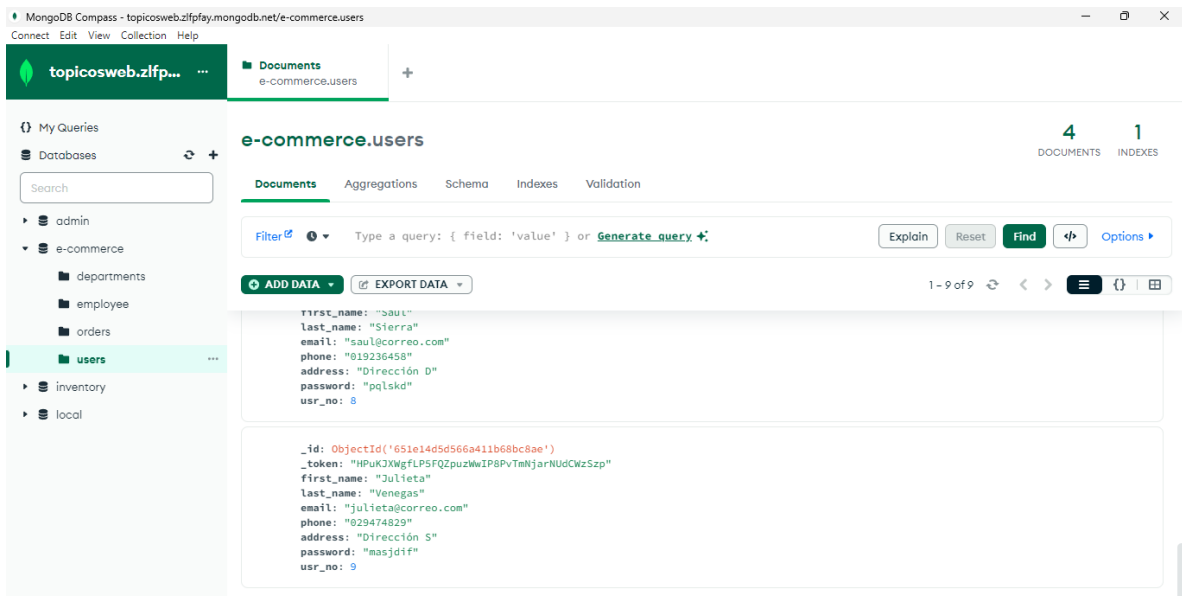 MongoDB Compass - topicosweb.zlfpfay.mongodb.net/e-commerce.users
Connect Edit View Collection Help
topicosweb.zlfp... ...
Documents
e-commerce.users
{} My Queries
Databases
Search
admin
e-commerce
departments
employee
orders
users ...
inventory
local
e-commerce.users
4
DOCUMENTS
1
INDEXES
Documents Aggregations Schema Indexes Validation
Filter Type a query: { field: 'value' } or Generate query
Explain Reset Find </> Options
ADD DATA EXPORT DATA
1 – 9 of 9 {}
first_name: "Saul"
last_name: "Sierra"
email: "saul@correo.com"
phone: "019236458"
address: "Dirección D"
password: "pqlskd"
usr_no: 8
_id: ObjectId('651e14d5d566a411b68bc8ae')
_token: "HPuKJXWgfLP5FQZpuzWwIP8PvTmNjarNUdCWzSzp"
first_name: "Julieta"
last_name: "Venegas"
email: "julieta@correo.com"
phone: "029474829"
address: "Dirección S"
password: "masjdif"
usr_no: 9